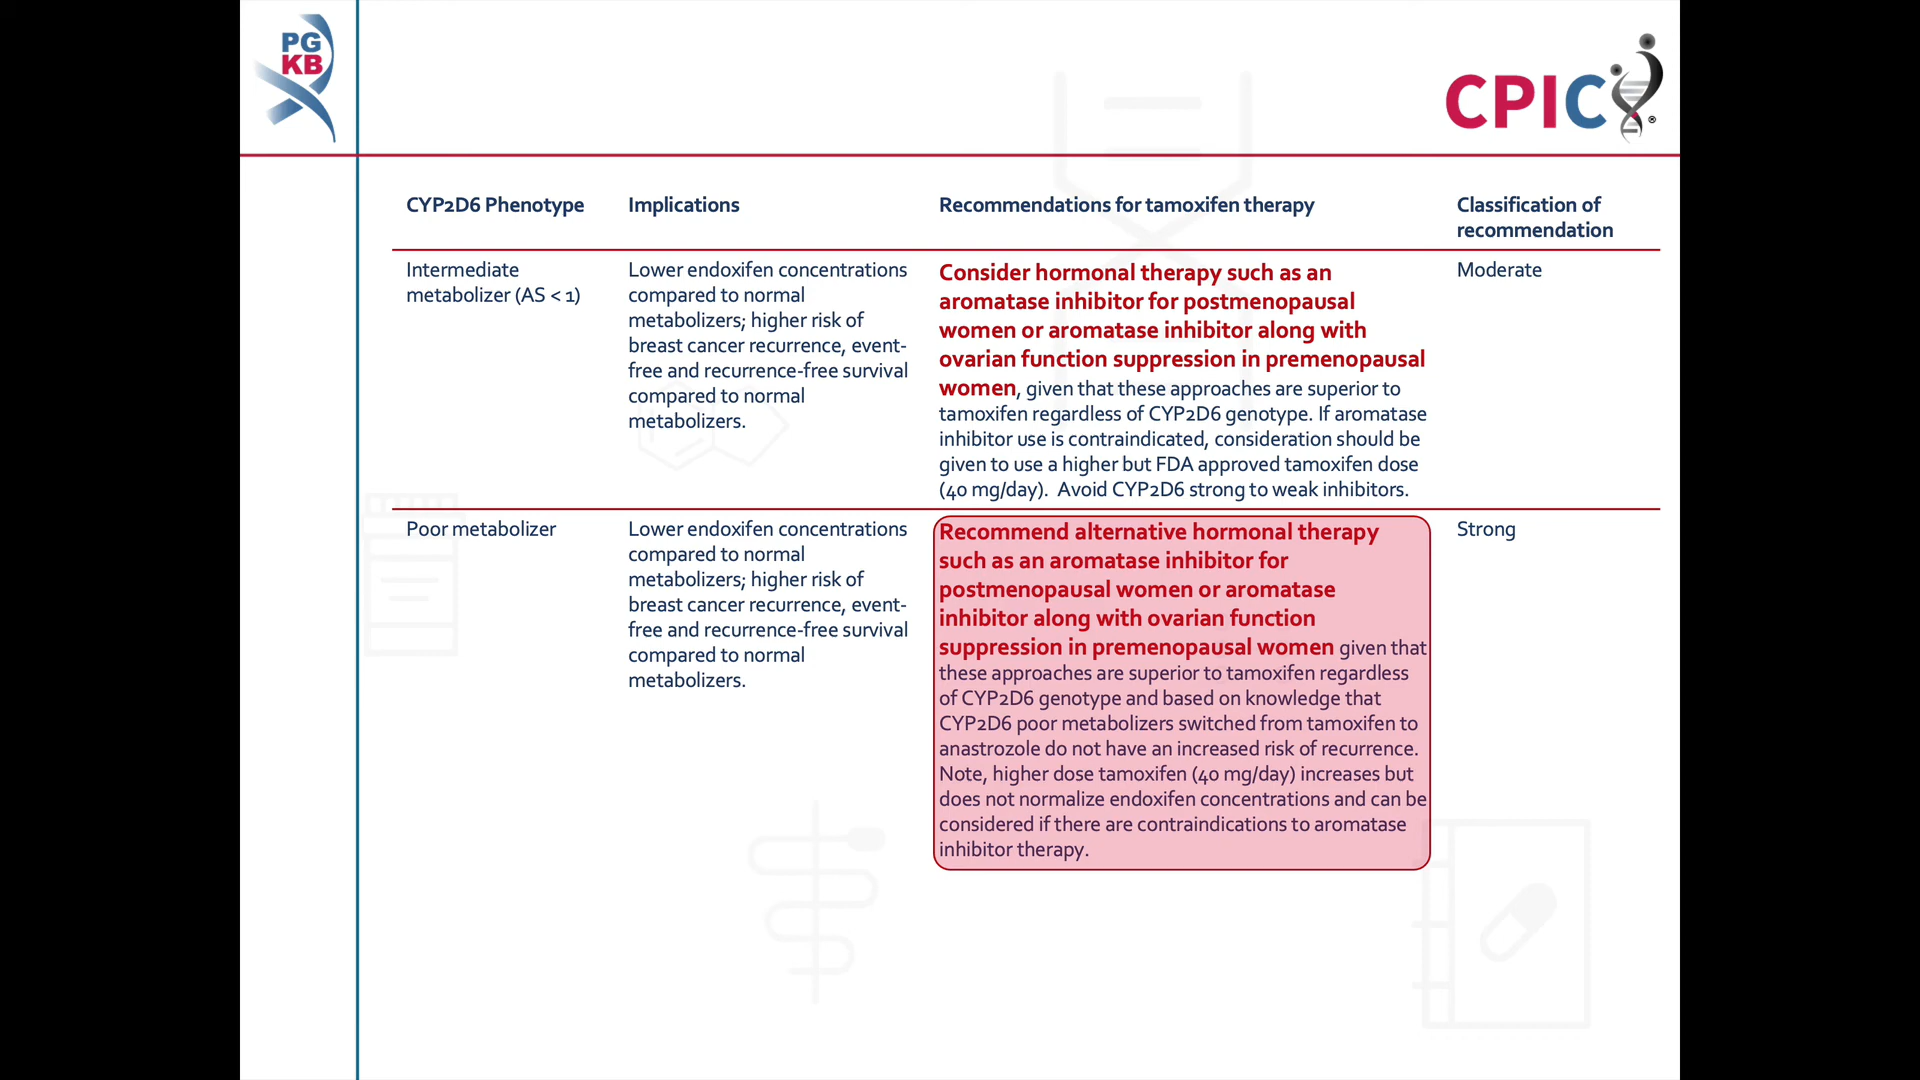 PG
KB
CPIC®
CYP2D6 Phenotype
Implications
Recommendations for tamoxifen therapy
Classification of
recommendation
Intermediate
metabolizer (AS < 1)
Lower endoxifen concentrations
compared to normal
metabolizers; higher risk of
breast cancer recurrence, event-
free and recurrence-free survival
compared to normal
metabolizers.
Consider hormonal therapy such as an
aromatase inhibitor for postmenopausal
women or aromatase inhibitor along with
ovarian function suppression in premenopausal
women, given that these approaches are superior to
tamoxifen regardless of CYP2D6 genotype. If aromatase
inhibitor use is contraindicated, consideration should be
given to use a higher but FDA approved tamoxifen dose
(40 mg/day). Avoid CYP2D6 strong to weak inhibitors.
Moderate
Poor metabolizer
Lower endoxifen concentrations
compared to normal
metabolizers; higher risk of
breast cancer recurrence, event-
free and recurrence-free survival
compared to normal
metabolizers.
Recommend alternative hormonal therapy
such as an aromatase inhibitor for
postmenopausal women or aromatase
inhibitor along with ovarian function
suppression in premenopausal women given that
these approaches are superior to tamoxifen regardless
of CYP2D6 genotype and based on knowledge that
CYP2D6 poor metabolizers switched from tamoxifen to
anastrozole do not have an increased risk of recurrence.
Note, higher dose tamoxifen (40 mg/day) increases but
does not normalize endoxifen concentrations and can be
considered if there are contraindications to aromatase
inhibitor therapy.
Strong